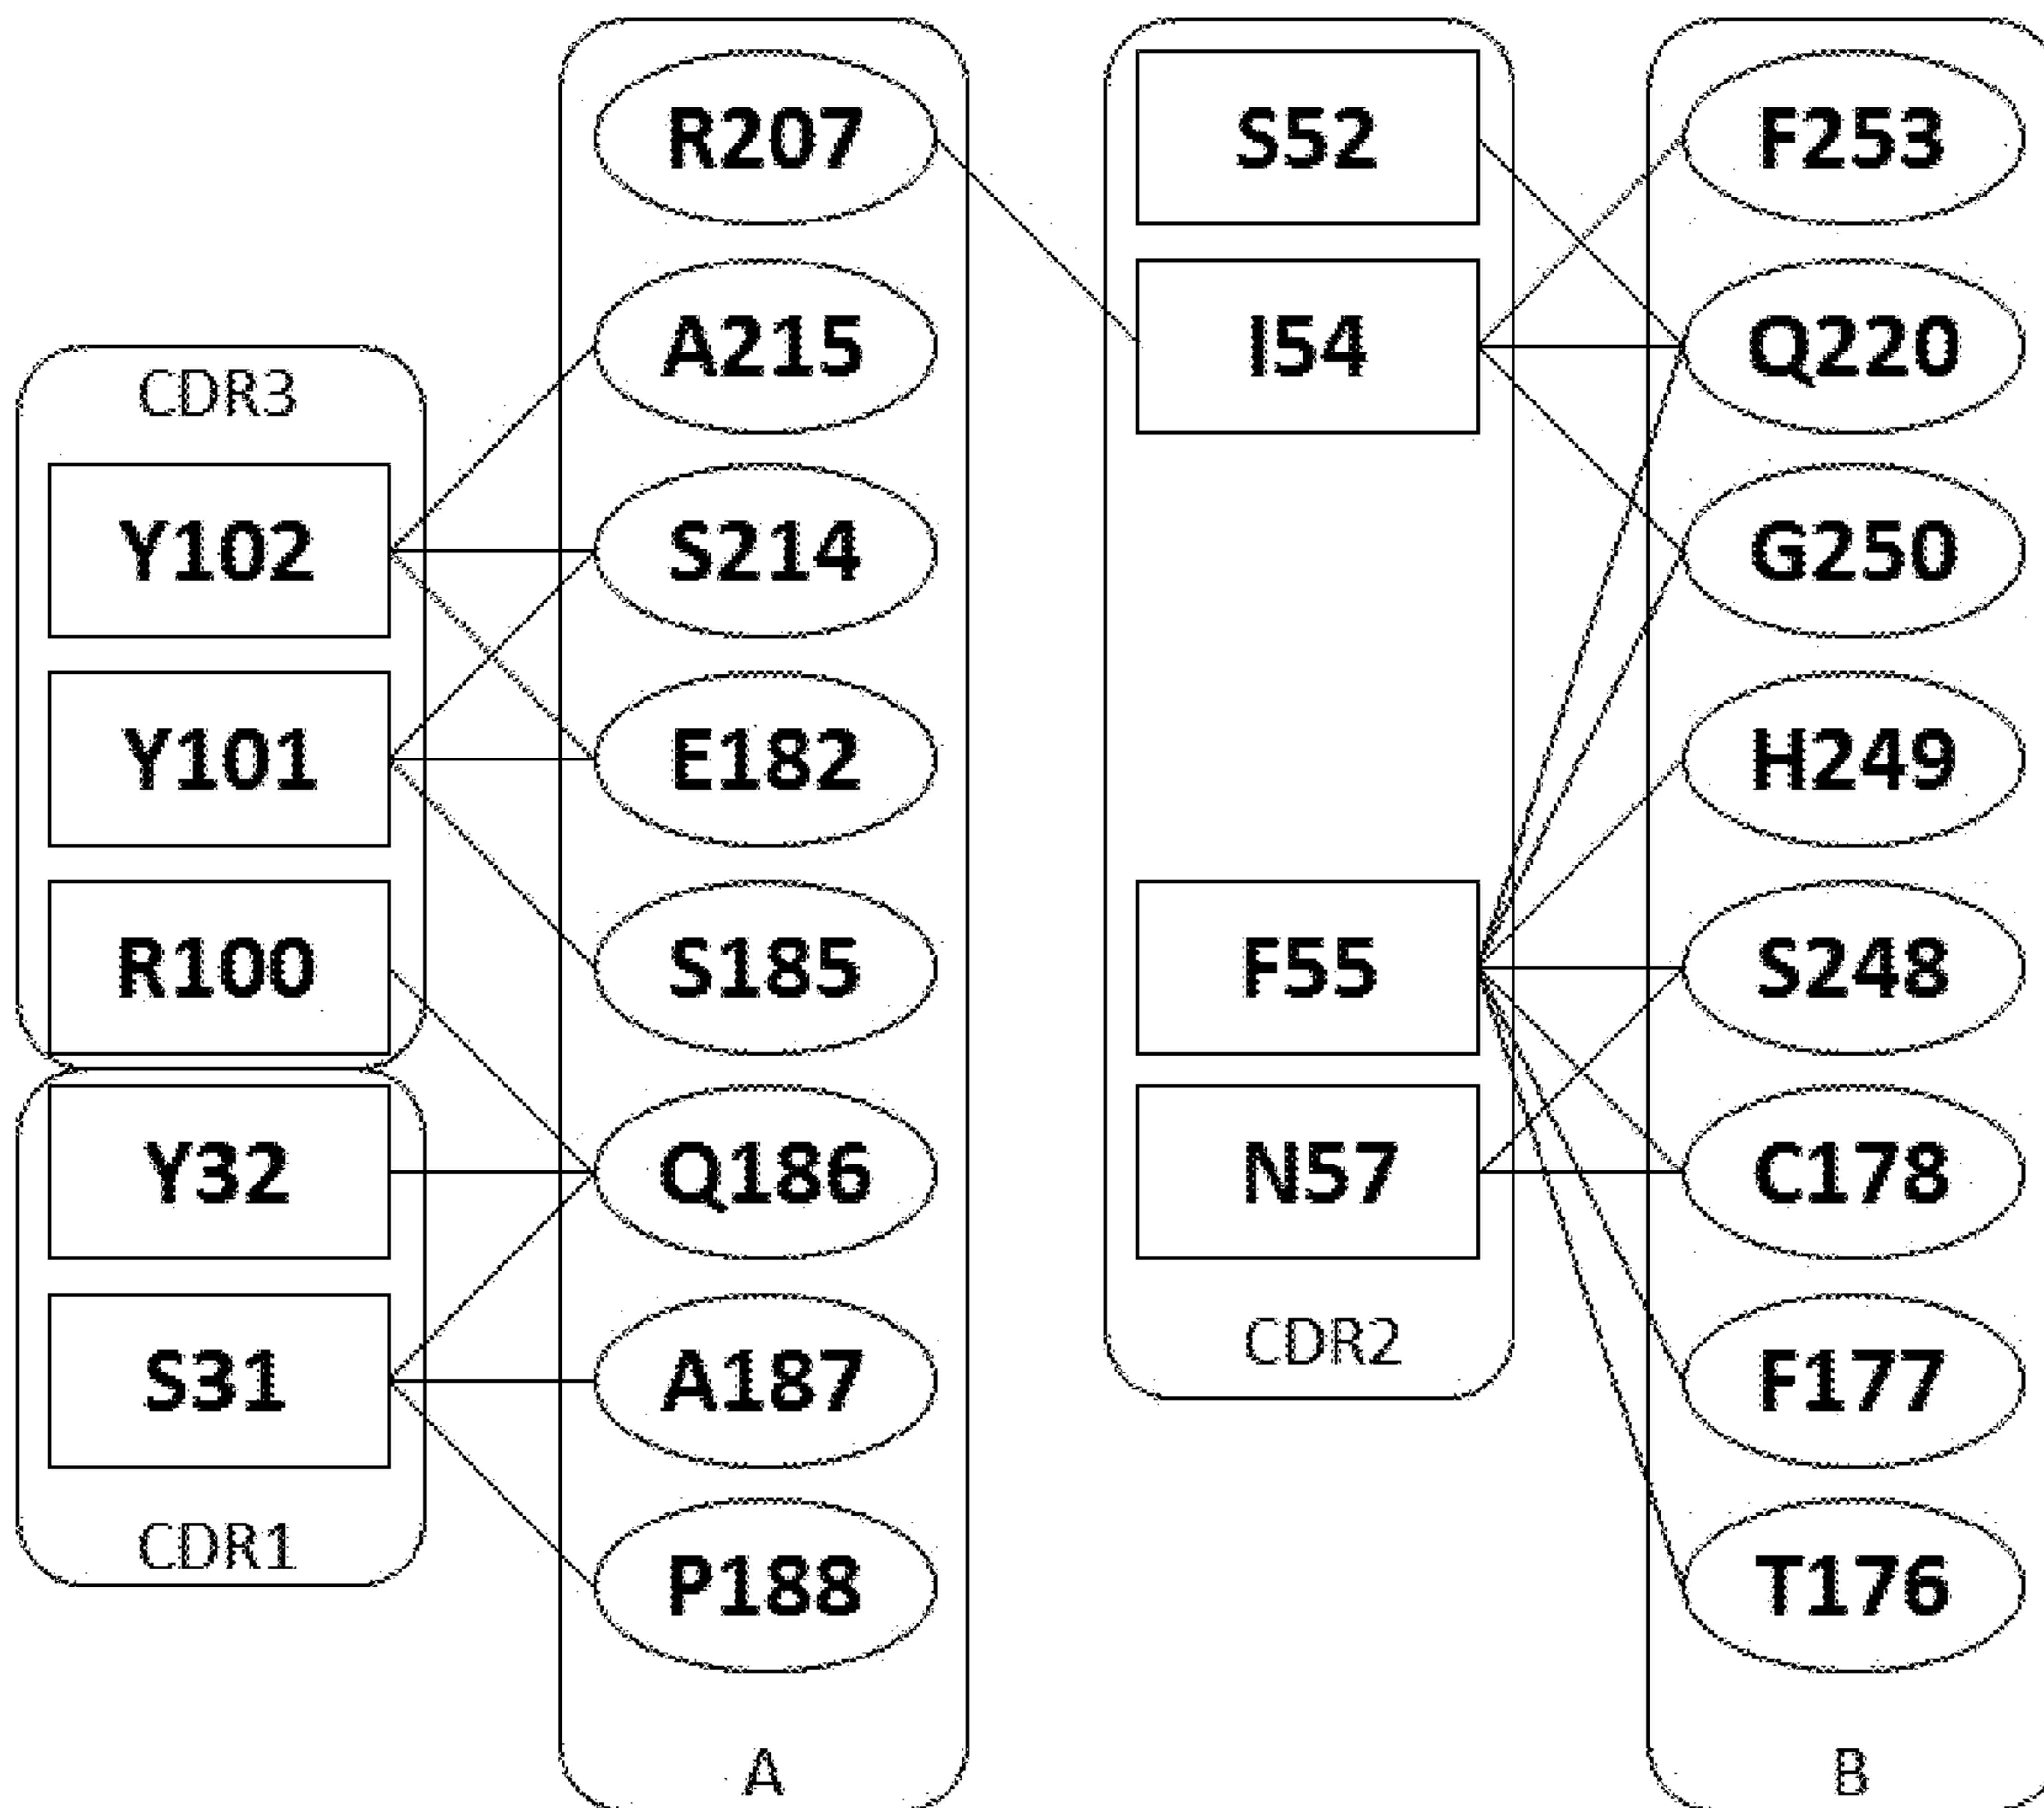 CDR3
Y102
Y101
R100
Y32
S31
CDR1
R207
A215
S214
E182
S185
Q186
A187
P188
A
S52
I54
F55
N57
CDR2
F253
Q220
G250
H249
S248
C178
F177
T176
B